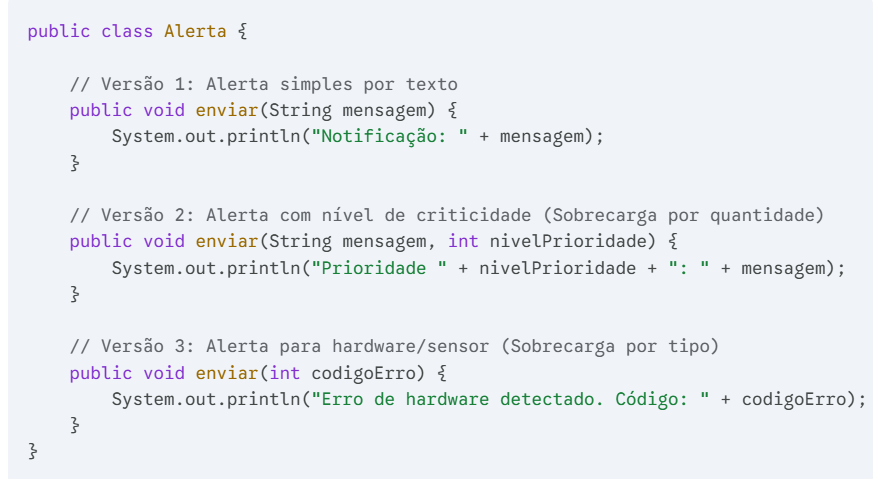 public class Alerta {
// Versão 1: Alerta simples por texto
public void enviar(String mensagem) {
System.out.println("Notificação: " + mensagem);
}
// Versão 2: Alerta com nível de criticidade (Sobrecarga por quantidade)
public void enviar(String mensagem, int nivelPrioridade) {
System.out.println("Prioridade " + nivelPrioridade + ": " + mensagem);
}
// Versão 3: Alerta para hardware/sensor (Sobrecarga por tipo)
public void enviar(int codigoErro) {
System.out.println("Erro de hardware detectado. Código: " + codigoErro);
}
}